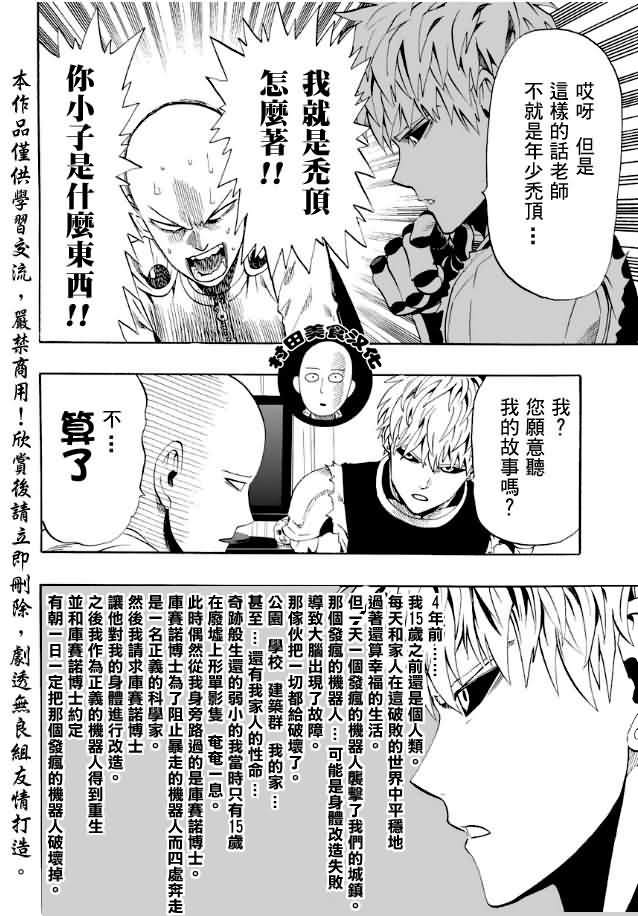 哎呀 但是
這樣的話老師
不就是年少禿頂…
我就是禿頂
怎麼著!!
你小子是什麼東西!!
村田美食汉化
我?
您願意聽
我的故事嗎?
不…
算了
4年前……
我15歲之前還是個人類。
每天和家人在這破敗的世界中平穩地
過著還算幸福的生活。
但一天一個發瘋的機器人襲擊了我們的城鎮。
那個發瘋的機器人…可能是身體改造失敗
導致大腦出現了故障。
那傢伙把一切都給破壞了。
公園 學校 建築群 我的家…
甚至…還有我家人的性命…
奇跡般生還的弱小的我當時只有15歲
在廢墟上形單影隻 奄奄一息。
此時偶然從我身旁路過的是庫賽諾博士。
庫賽諾博士為了阻止暴走的機器人而四處奔走
是一名正義的科學家。
然後我請求庫賽諾博士
讓他對我的身體進行改造。
之後我作為正義的機器人得到重生
並和庫賽諾博士約定
有朝一日一定把那個發瘋的機器人破壞掉。
本作品僅供學習交流，嚴禁商用！欣賞後請立即刪除，劇透無良組友情打造。